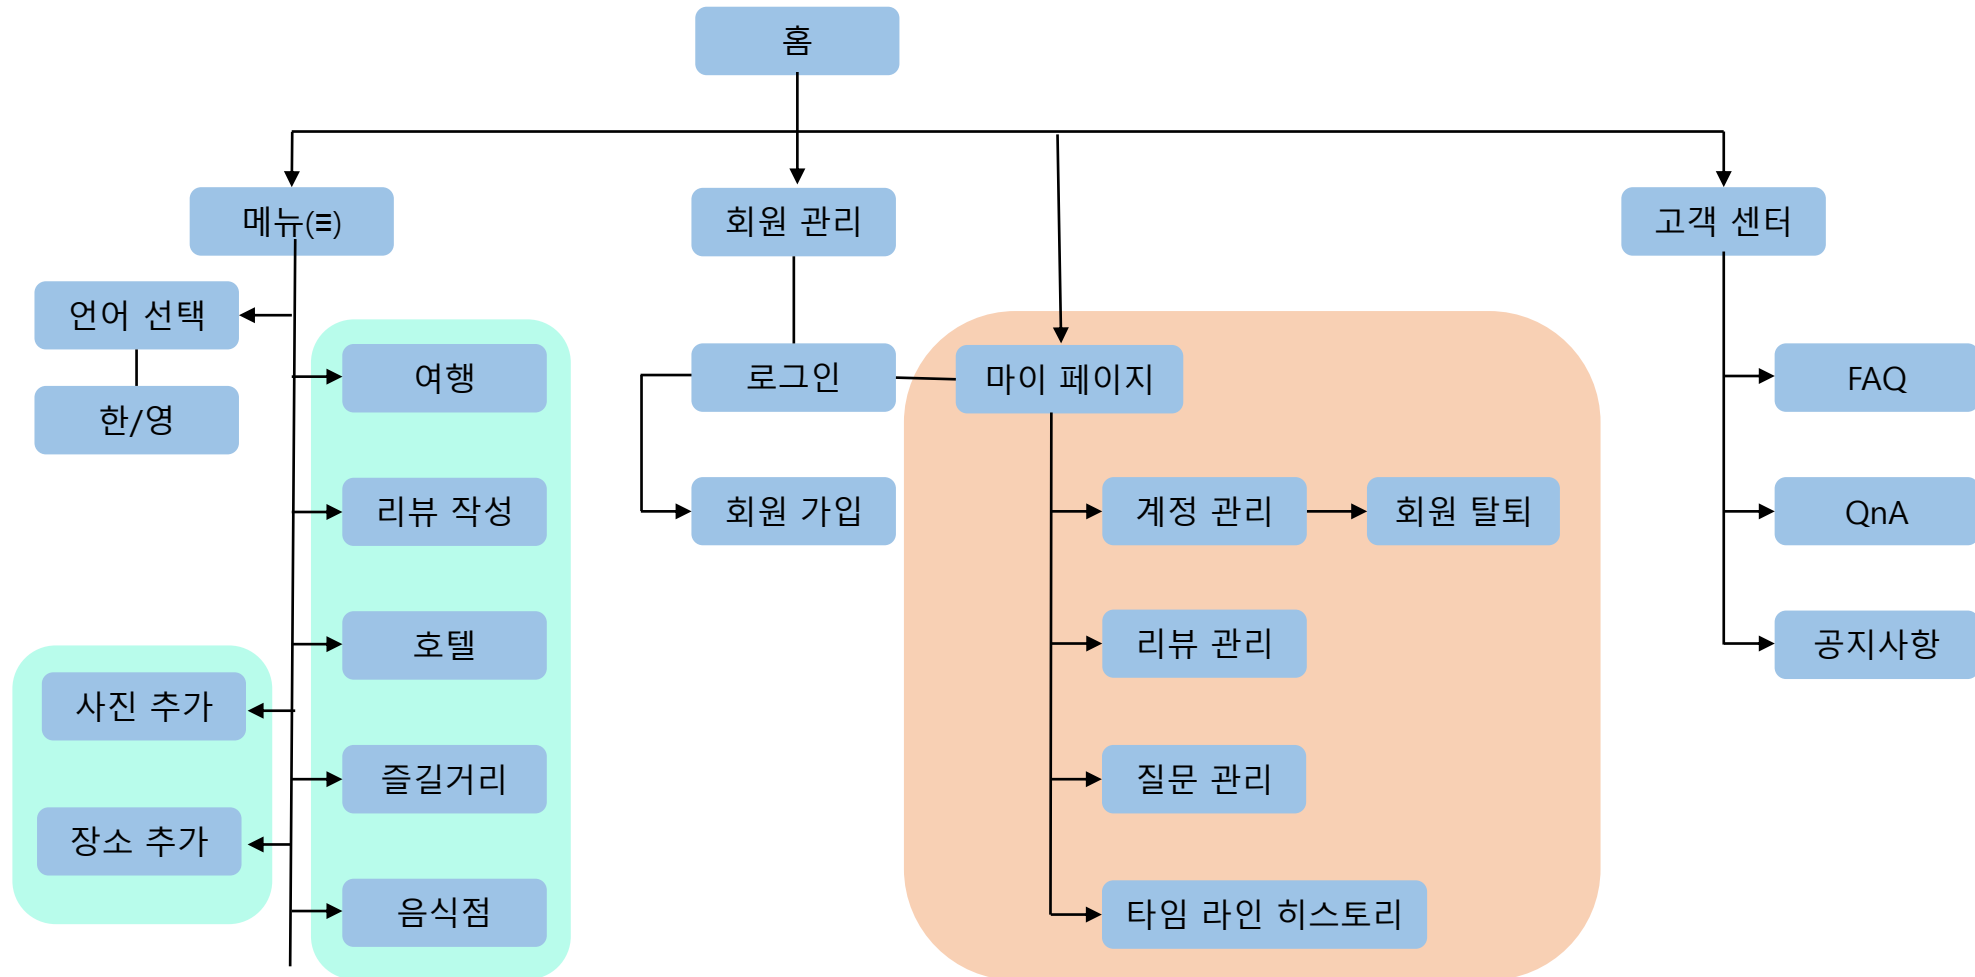 홈
메뉴(≡)
회원 관리
고객 센터
언어 선택
한/영
여행
리뷰 작성
호텔
즐길거리
음식점
사진 추가
장소 추가
로그인
회원 가입
마이 페이지
계정 관리
회원 탈퇴
리뷰 관리
질문 관리
타임 라인 히스토리
FAQ
QnA
공지사항